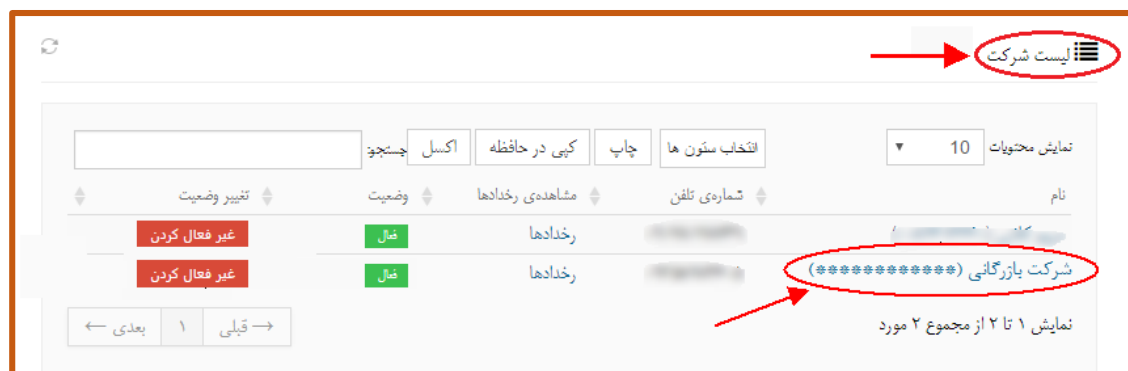 لیست شرکت
نمایش محتویات 10 انتخاب ستون ها چاپ کپی در حافظه اکسل جستجو:
نام شماره‌ی تلفن مشاهده‌ی رخدادها وضعیت تغییر وضعیت
رخدادها فعال غیر فعال کردن
شرکت بازرگانی (************) رخدادها فعال غیر فعال کردن
نمایش ۱ تا ۲ از مجموع ۲ مورد → قبلی ۱ بعدی ←